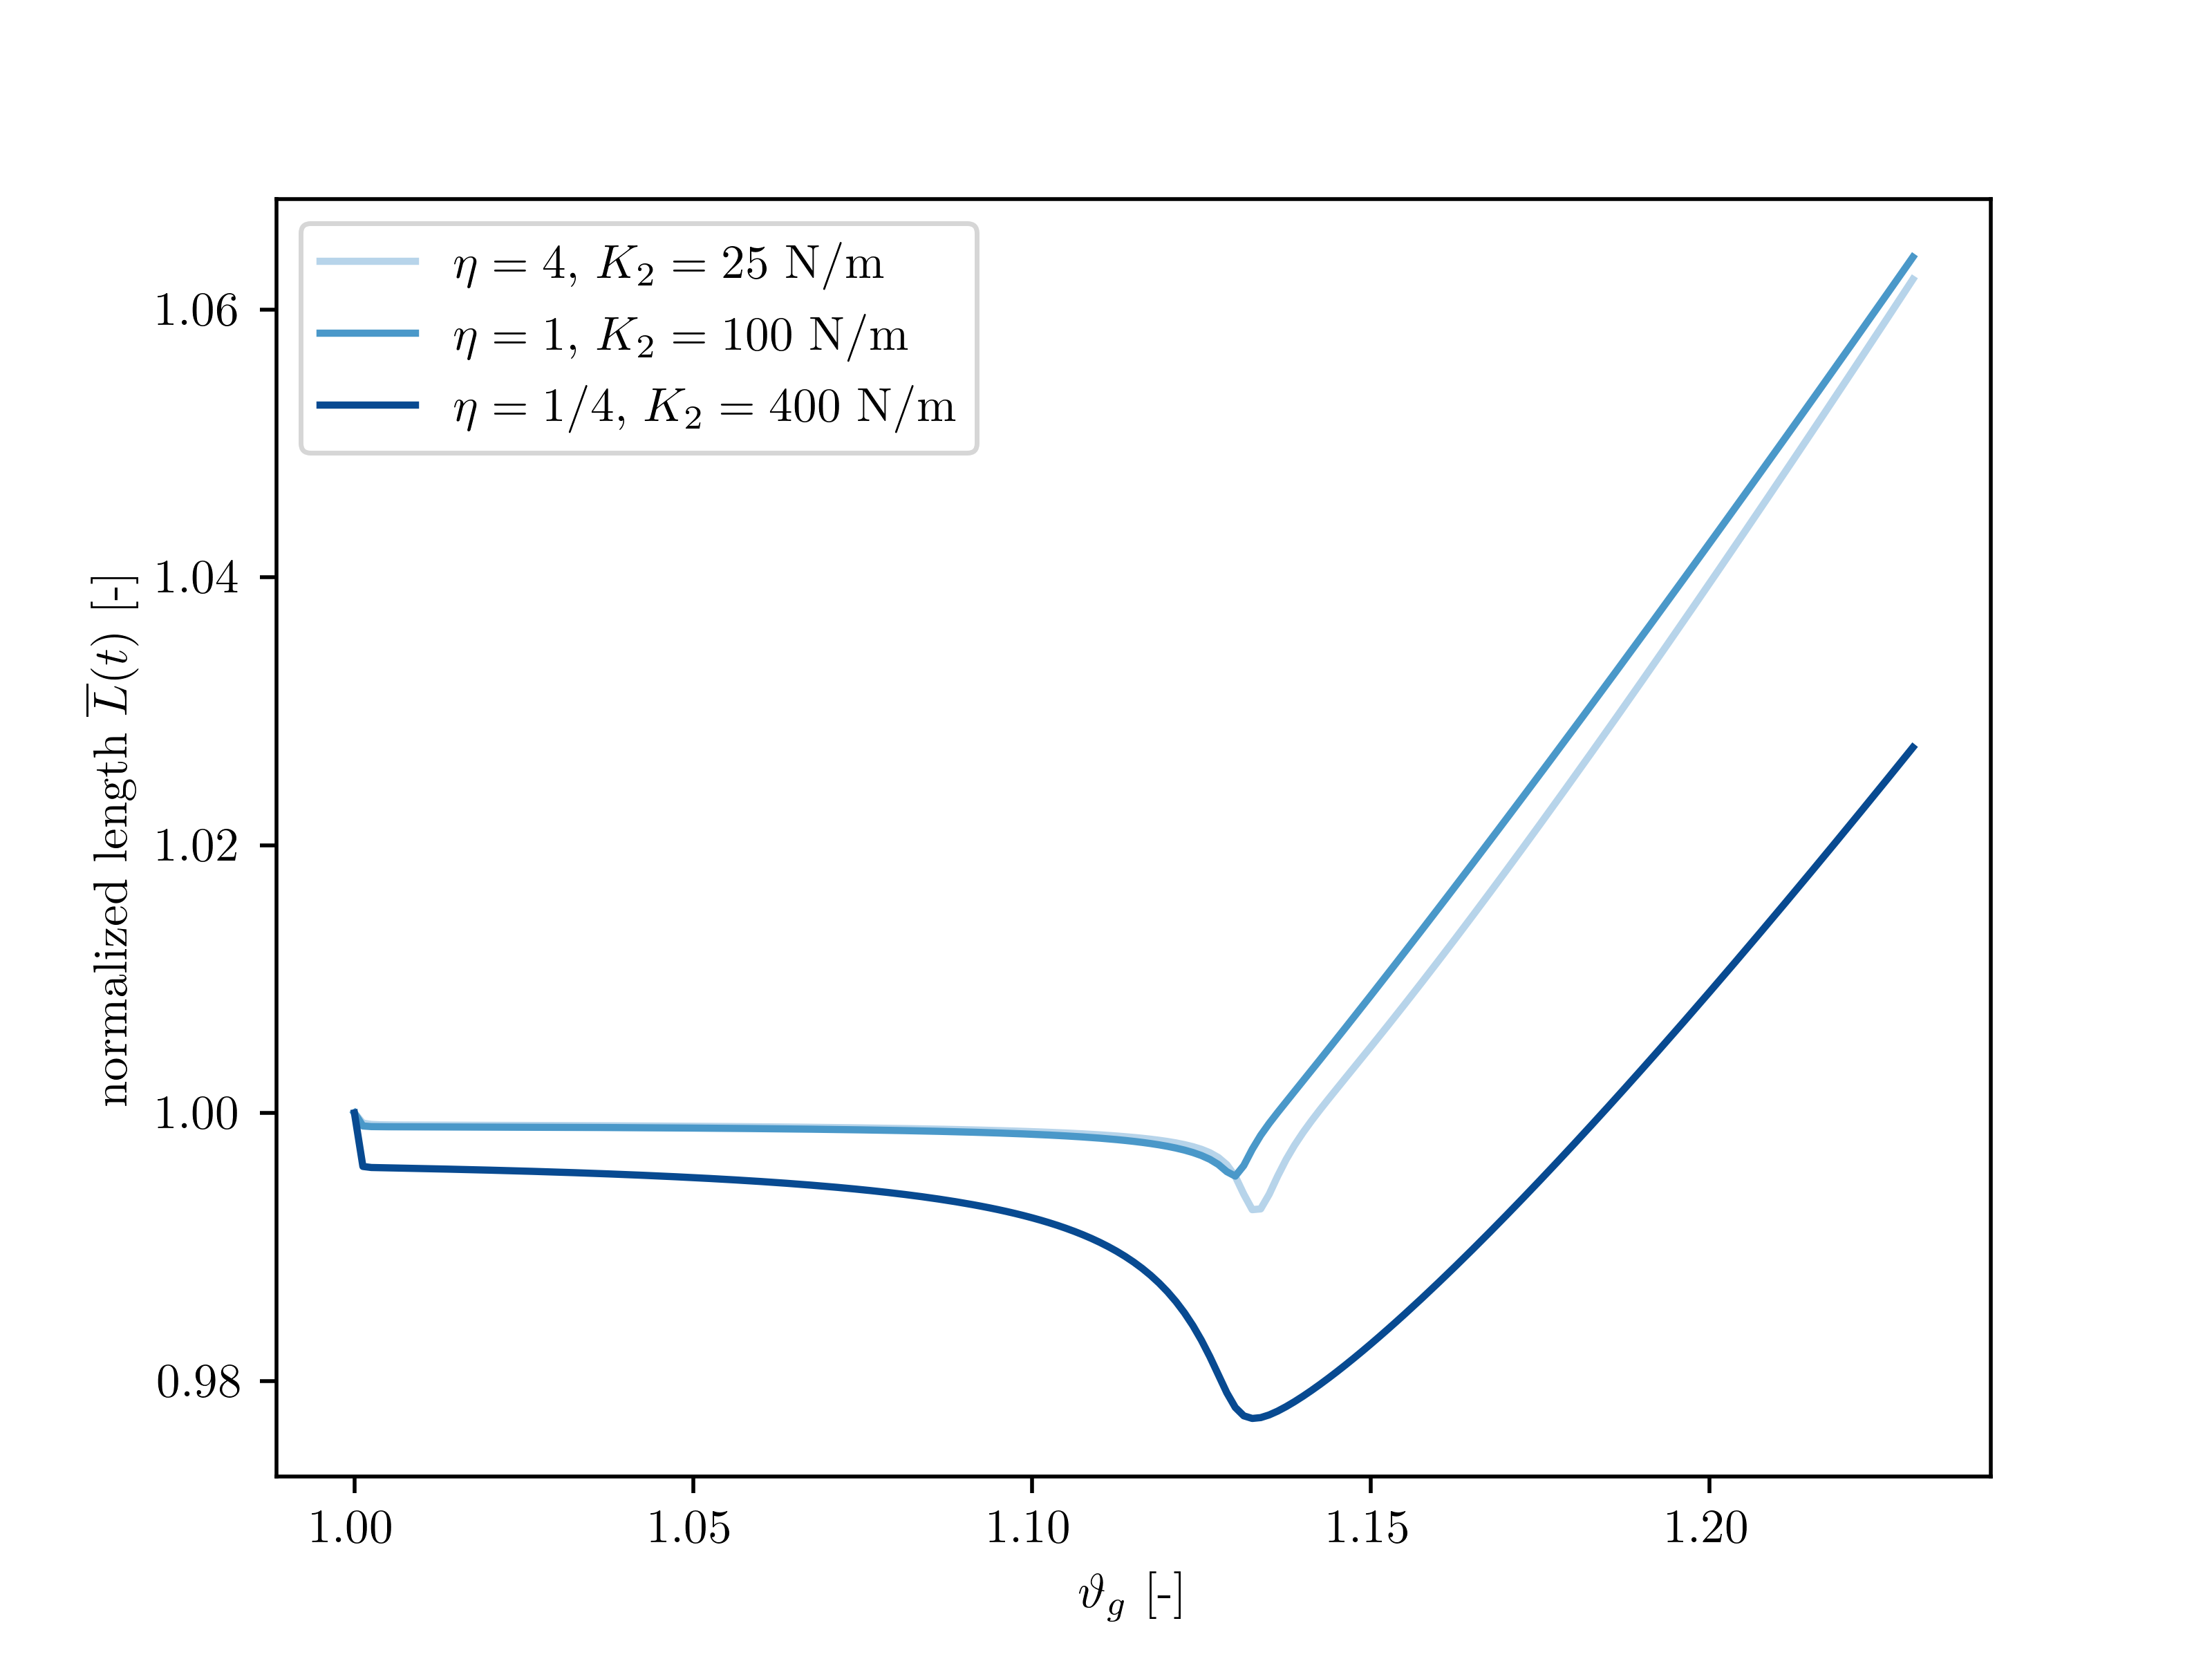 η = 4, K₂ = 25 N/m
η = 1, K₂ = 100 N/m
η = 1/4, K₂ = 400 N/m
normalized length L̅(t) [-]
1.06
1.04
1.02
1.00
0.98
1.00 1.05 1.10 1.15 1.20
ϑg [-]